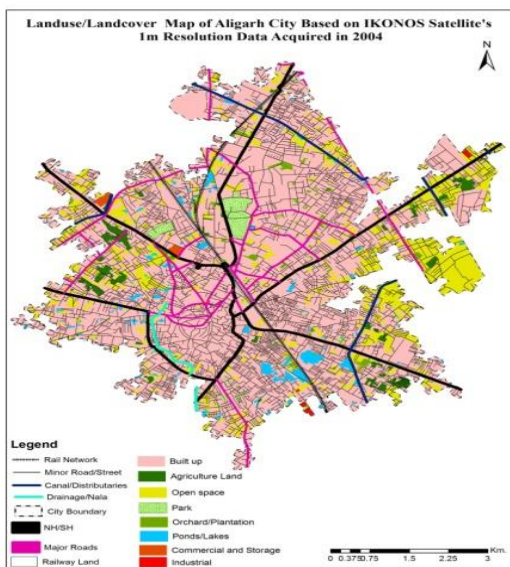 Landuse/Landcover Map of Aligarh City Based on IKONOS Satellite's
1m Resolution Data Acquired in 2004
N
Legend
Rail Network
Minor Road/Street
Canal/Distributaries
Drainage/Nala
City Boundary
NH/SH
Major Roads
Railway Land
Built up
Agriculture Land
Open space
Park
Orchard/Plantation
Ponds/Lakes
Commercial and Storage
Industrial
Km.
0 0.375 0.75 1.5 2.25 3